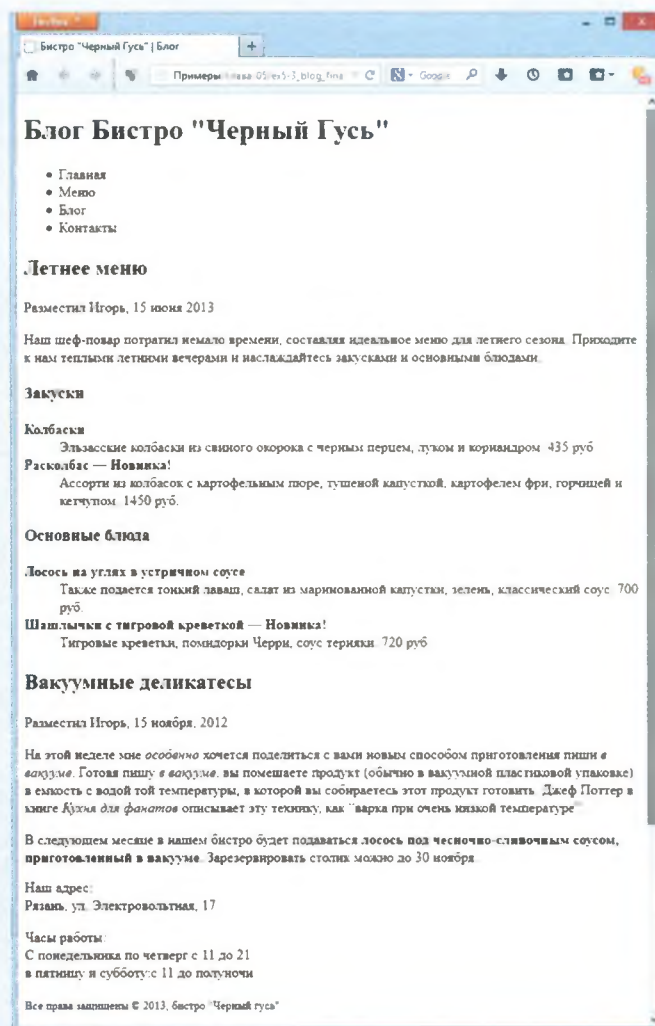 Бистро "Черный Гусь" | Блог
+
Примеры
Блог Бистро "Черный Гусь"
Главная
Меню
Блог
Контакты
Летнее меню
Разместил Игорь, 15 июня 2013
Наш шеф-повар потратил немало времени, составляя идеальное меню для летнего сезона. Приходите
к нам теплыми летними вечерами и наслаждайтесь закусками и основными блюдами.
Закуски
Колбаски
Эльзасские колбаски из свиного окорока с черным перцем, луком и кориандром. 435 руб
Расколбас — Новинка!
Ассорти из колбасок с картофельным пюре, тушеной капусткой, картофелем фри, горчицей и
кетчупом. 1450 руб.
Основные блюда
Лосось на углях в устричном соусе
Также подается тонкий лаваш, салат из маринованной капустки, зелень, классический соус. 700
руб.
Шашлычки с тигровой креветкой — Новинка!
Тигровые креветки, помидорки Черри, соус терияки. 720 руб
Вакуумные деликатесы
Разместил Игорь, 15 ноября, 2012
На этой неделе мне особенно хочется поделиться с вами новым способом приготовления пищи в
вакууме. Готовя пищу в вакууме, вы помещаете продукт (обычно в вакуумной пластиковой упаковке)
в емкость с водой той температуры, в которой вы собираетесь этот продукт готовить. Джеф Поттер в
книге Кухня для фанатов описывает эту технику, как "варка при очень низкой температуре"
В следующем месяце в нашем бистро будет подаваться лосось под чесночно-сливочным соусом,
приготовленный в вакууме. Зарезервировать столик можно до 30 ноября
Наш адрес:
Рязань, ул. Электровольтная, 17
Часы работы:
С понедельника по четверг с 11 до 21
в пятницу и субботу:с 11 до полуночи
Все права защищены © 2013, бистро "Черный гусь"